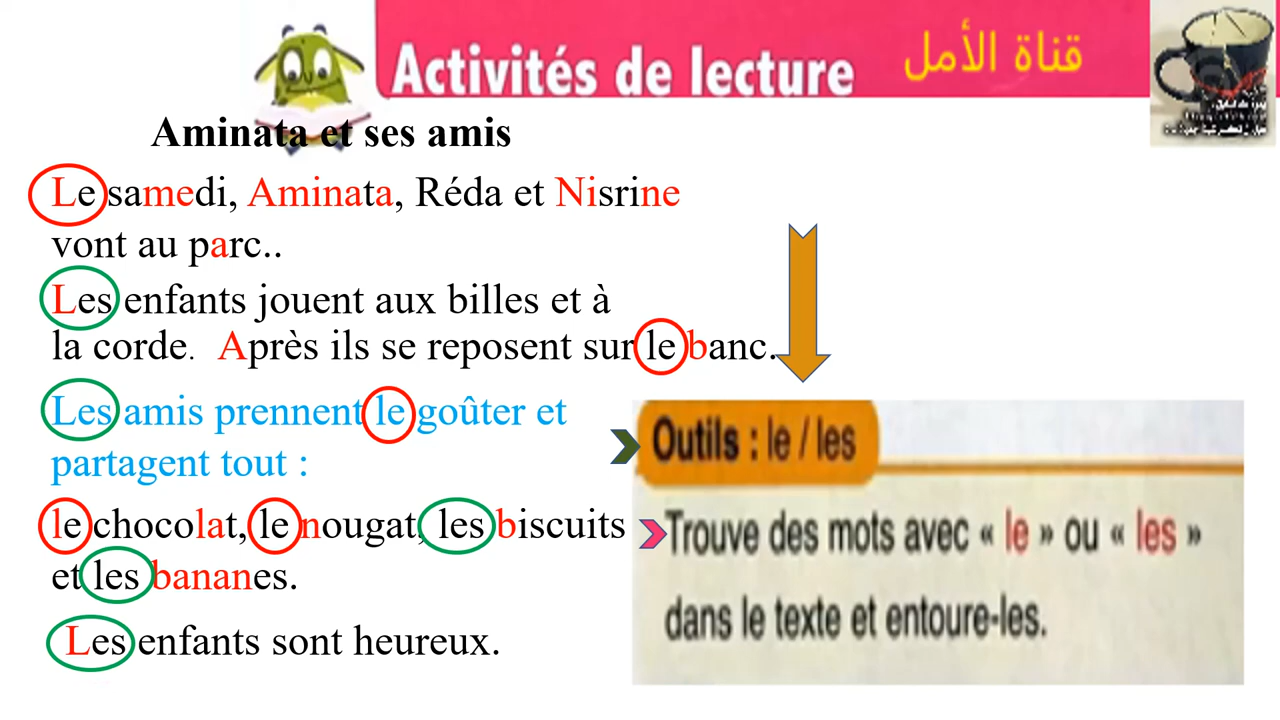 Activités de lecture
قناة الأمل
Aminata et ses amis
Le samedi, Aminata, Réda et Nisrine
vont au parc..
Les enfants jouent aux billes et à
la corde. Après ils se reposent sur le banc.
Les amis prennent le goûter et
partagent tout :
le chocolat, le nougat, les biscuits
et les bananes.
Les enfants sont heureux.
Outils : le / les
Trouve des mots avec « le » ou « les »
dans le texte et entoure-les.